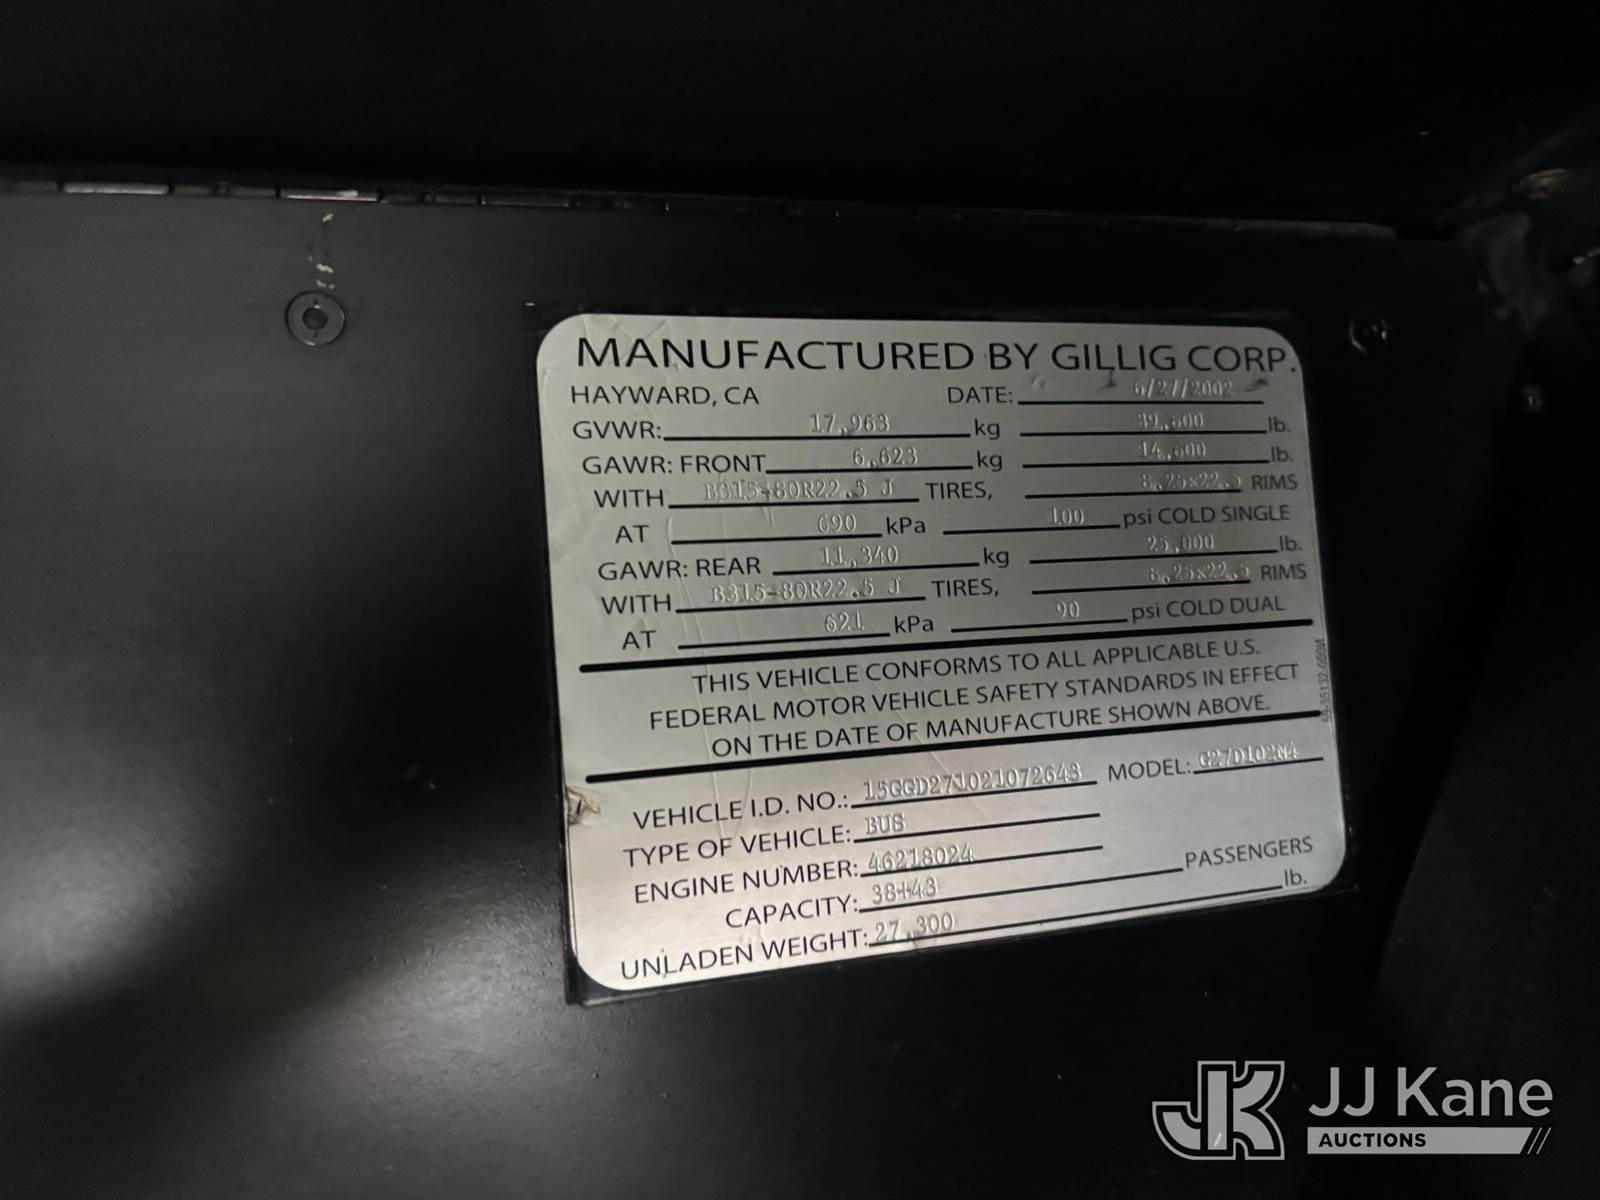 MANUFACTURED BY GILLIG CORP.
HAYWARD, CA DATE: 6/27/2002
GVWR: 17,963 kg 39,600 lb.
GAWR: FRONT 6,623 kg 14,600 lb.
WITH B315-80R22.5 J TIRES, 8.25x22.5 RIMS
AT 690 kPa 100 psi COLD SINGLE
GAWR: REAR 11,340 kg 25,000 lb.
WITH B315-80R22.5 J TIRES, 8.25x22.5 RIMS
AT 621 kPa 90 psi COLD DUAL
THIS VEHICLE CONFORMS TO ALL APPLICABLE U.S.
FEDERAL MOTOR VEHICLE SAFETY STANDARDS IN EFFECT
ON THE DATE OF MANUFACTURE SHOWN ABOVE.
VEHICLE I.D. NO.: 15GGD271021072643 MODEL: G27D102N4
TYPE OF VEHICLE: BUS
ENGINE NUMBER: 46218024
CAPACITY: 38+43 PASSENGERS
UNLADEN WEIGHT: 27,300 lb.
JK JJ Kane
AUCTIONS